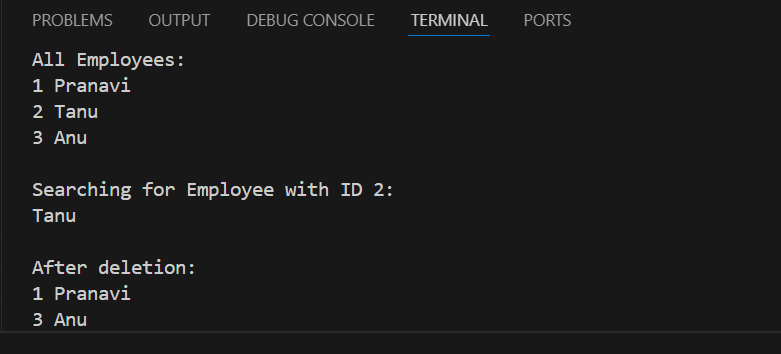 PROBLEMS OUTPUT DEBUG CONSOLE TERMINAL PORTS
All Employees:
1 Pranavi
2 Tanu
3 Anu
Searching for Employee with ID 2:
Tanu
After deletion:
1 Pranavi
3 Anu